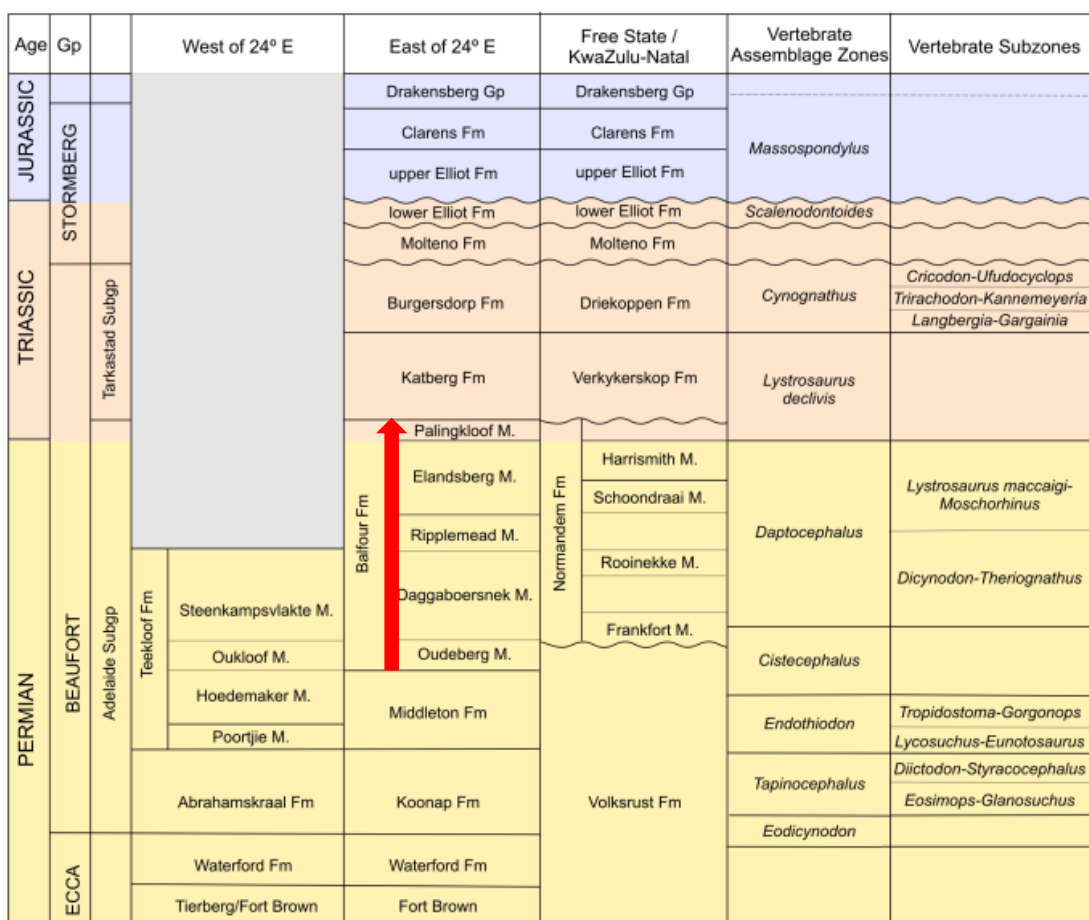 Age
Gp
West of 24º E
East of 24º E
Free State /
KwaZulu-Natal
Vertebrate
Assemblage Zones
Vertebrate Subzones
JURASSIC
TRIASSIC
PERMIAN
STORMBERG
BEAUFORT
ECCA
Tarkastad Subgp
Adelaide Subgp
Teekloof Fm
Steenkampsvlakte M.
Oukloof M.
Hoedemaker M.
Poortjie M.
Abrahamskraal Fm
Waterford Fm
Tierberg/Fort Brown
Drakensberg Gp
Clarens Fm
upper Elliot Fm
lower Elliot Fm
Molteno Fm
Burgersdorp Fm
Katberg Fm
Balfour Fm
Palingkloof M.
Elandsberg M.
Ripplemead M.
Daggaboersnek M.
Oudeberg M.
Middleton Fm
Koonap Fm
Waterford Fm
Fort Brown
Drakensberg Gp
Clarens Fm
upper Elliot Fm
lower Elliot Fm
Molteno Fm
Driekoppen Fm
Verkykerskop Fm
Normandem Fm
Harrismith M.
Schoondraai M.
Rooinekke M.
Frankfort M.
Volksrust Fm
Massospondylus
Scalenodontoides
Cynognathus
Lystrosaurus
declivis
Daptocephalus
Cistecephalus
Endothiodon
Tapinocephalus
Eodicynodon
Cricodon-Ufudocyclops
Trirachodon-Kannemeyeria
Langbergia-Gargainia
Lystrosaurus maccaigi-
Moschorhinus
Dicynodon-Theriognathus
Tropidostoma-Gorgonops
Lycosuchus-Eunotosaurus
Diictodon-Styracocephalus
Eosimops-Glanosuchus